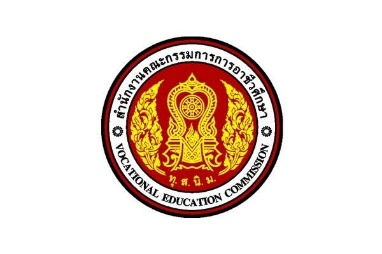 สำนักงานคณะกรรมการการอาชีวศึกษา
ทุ. ส. นิ. ม.
VOCATIONAL EDUCATION COMMISSION